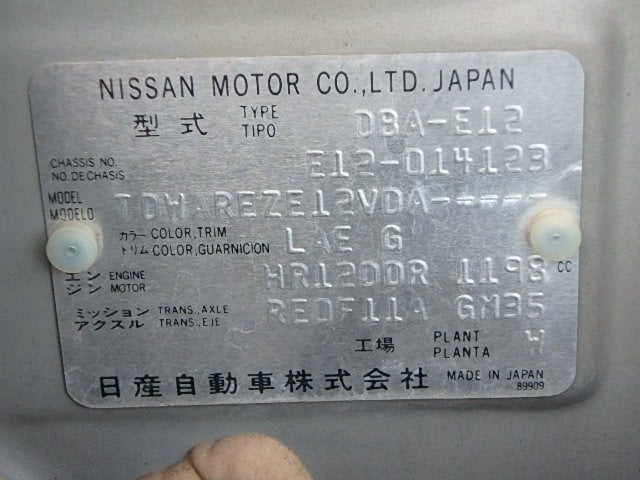 NISSAN MOTOR CO.,LTD. JAPAN
型式 TYPE TIPO DBA-E12
CHASSIS NO. NO. DE CHASIS E12-014123
MODEL MODELO TDWAREZE12VDA-----
カラー COLOR,TRIM トリム COLOR,GUARNICION LAE G
エンジン ENGINE MOTOR HR12DDR 1198 CC
ミッション TRANS.,AXLE アクスル TRANS.,EJE RE0F11A GM35
工場 PLANT PLANTA W
日産自動車株式会社 MADE IN JAPAN
89909